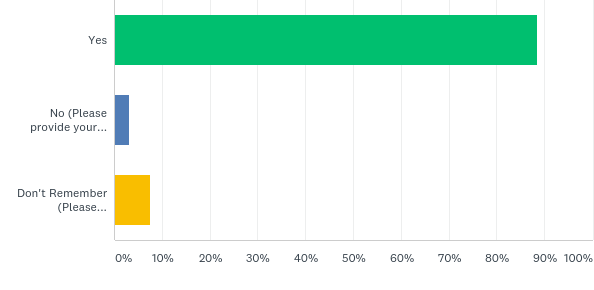 Yes
No (Please
provide your...
Don't Remember
(Please...
0% 10% 20% 30% 40% 50% 60% 70% 80% 90% 100%